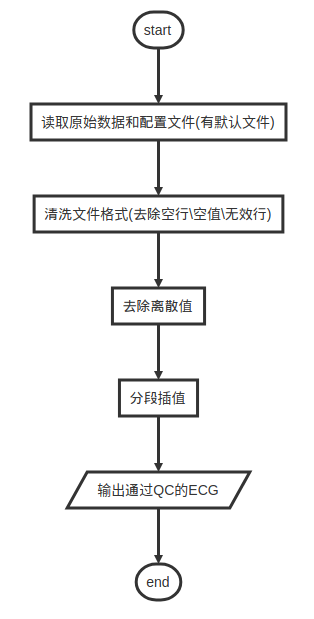 start
读取原始数据和配置文件(有默认文件)
清洗文件格式(去除空行\空值\无效行)
去除离散值
分段插值
输出通过QC的ECG
end